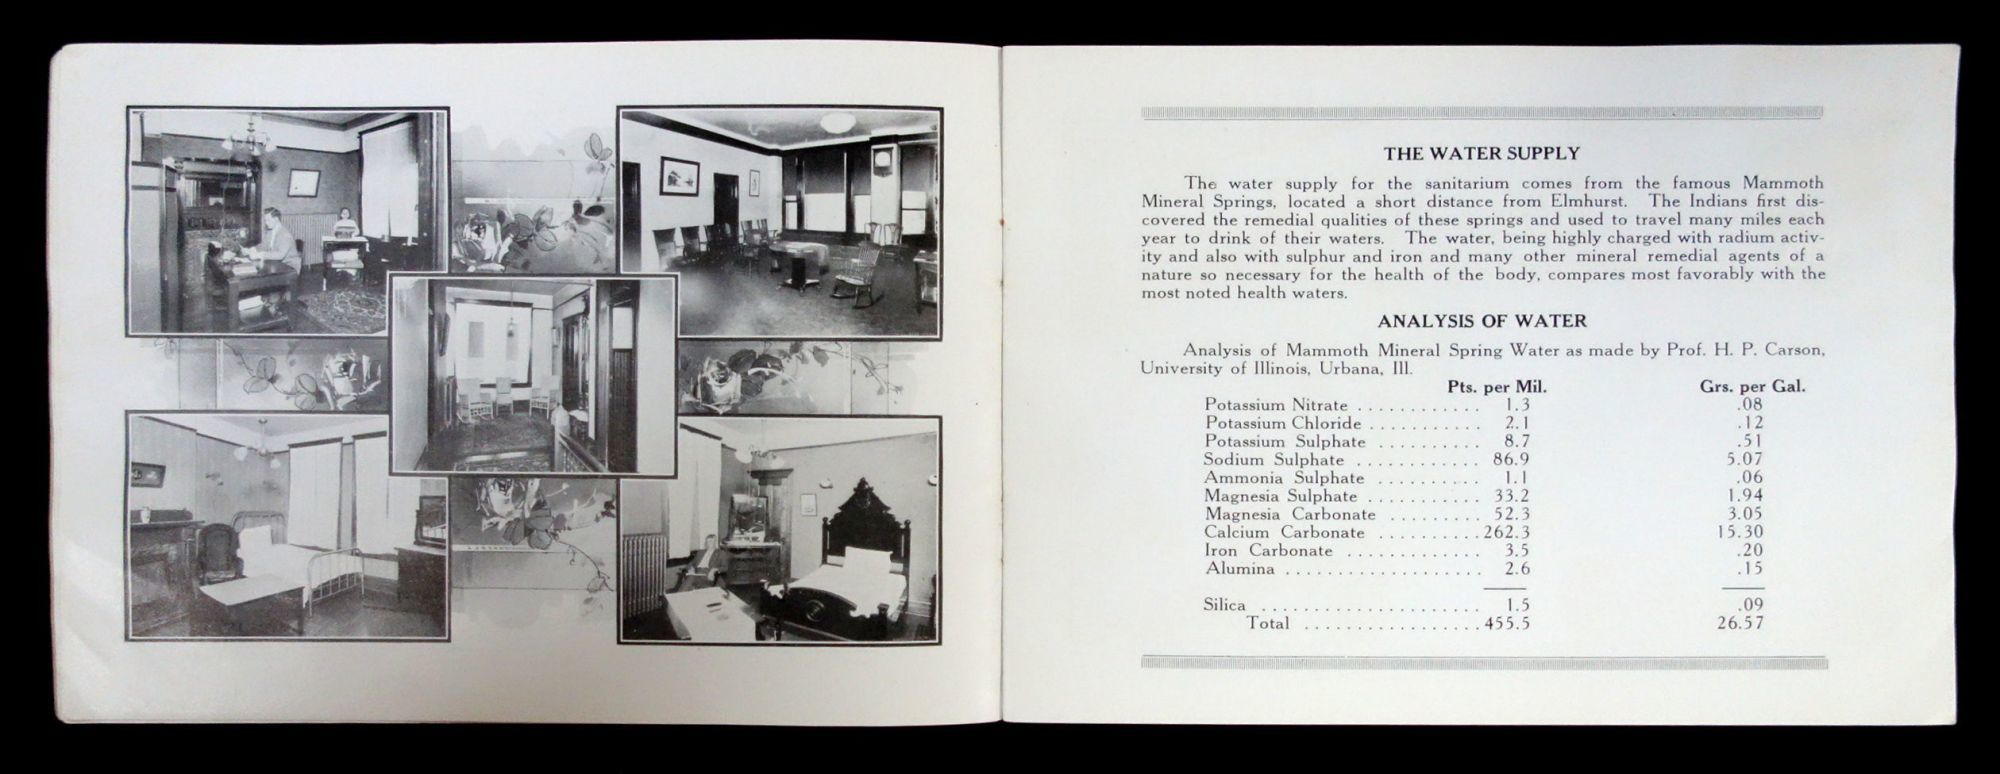 THE WATER SUPPLY
The water supply for the sanitarium comes from the famous Mammoth
Mineral Springs, located a short distance from Elmhurst. The Indians first dis-
covered the remedial qualities of these springs and used to travel many miles each
year to drink of their waters. The water, being highly charged with radium activ-
ity and also with sulphur and iron and many other mineral remedial agents of a
nature so necessary for the health of the body, compares most favorably with the
most noted health waters.
ANALYSIS OF WATER
Analysis of Mammoth Mineral Spring Water as made by Prof. H. P. Carson,
University of Illinois, Urbana, Ill.
Pts. per Mil. Grs. per Gal.
Potassium Nitrate ............ 1.3 .08
Potassium Chloride ........... 2.1 .12
Potassium Sulphate .......... 8.7 .51
Sodium Sulphate ............ 86.9 5.07
Ammonia Sulphate .......... 1.1 .06
Magnesia Sulphate ........... 33.2 1.94
Magnesia Carbonate ......... 52.3 3.05
Calcium Carbonate .......... 262.3 15.30
Iron Carbonate ............. 3.5 .20
Alumina ................... 2.6 .15
Silica ...................... 1.5 .09
Total ................. 455.5 26.57